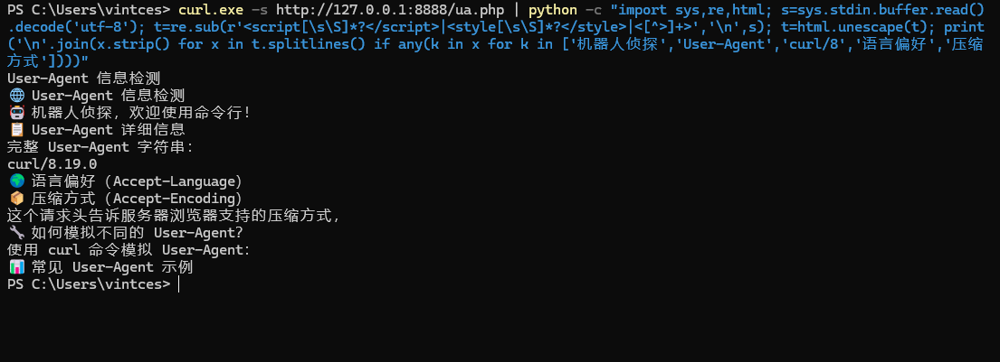 PS C:\Users\vintces> curl.exe -s http://127.0.0.1:8888/ua.php | python -c "import sys,re,html; s=sys.stdin.buffer.read()
.decode('utf-8'); t=re.sub(r'<script[\s\S]*?</script>|<style[\s\S]*?</style>|<[^>]+>','\n',s); t=html.unescape(t); print
('\n'.join(x.strip() for x in t.splitlines() if any(k in x for k in ['机器人侦探','User-Agent','curl/8','语言偏好','压缩
方式'])))"
User-Agent 信息检测
🌐 User-Agent 信息检测
🤖 机器人侦探，欢迎使用命令行！
📋 User-Agent 详细信息
完整 User-Agent 字符串：
curl/8.19.0
🌍 语言偏好 (Accept-Language)
📦 压缩方式 (Accept-Encoding)
这个请求头告诉服务器浏览器支持的压缩方式，
🔧 如何模拟不同的 User-Agent？
使用 curl 命令模拟 User-Agent：
📊 常见 User-Agent 示例
PS C:\Users\vintces>